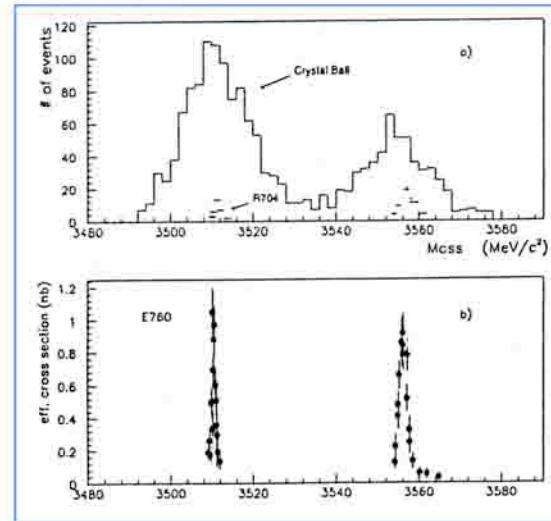 # of events
120
100
80
60
40
20
0
a)
Crystal Ball
R704
3480 3500 3520 3540 3560 3580
Mass (MeV/c²)
eff. cross section (nb)
1.2
1
0.8
0.6
0.4
0.2
0
E760
b)
3480 3500 3520 3540 3560 3580